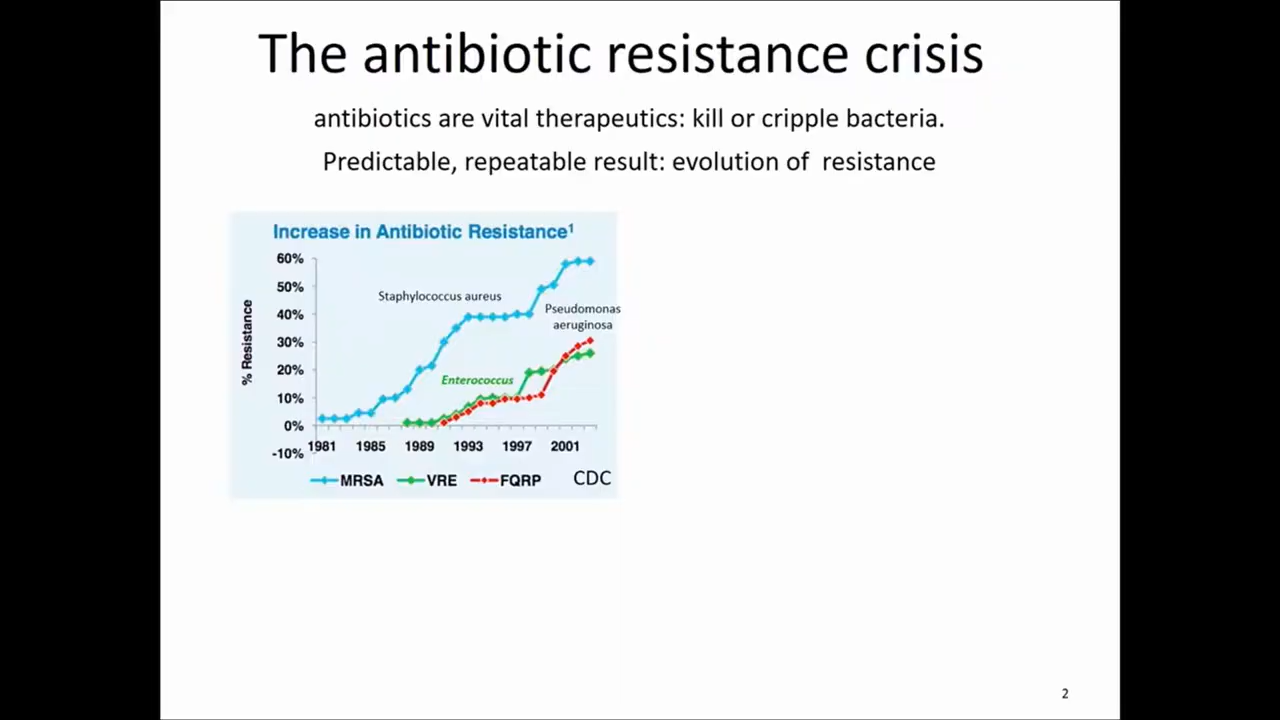 The antibiotic resistance crisis
antibiotics are vital therapeutics: kill or cripple bacteria.
Predictable, repeatable result: evolution of  resistance
Increase in Antibiotic Resistance¹
60%
50%
40%
30%
20%
10%
0%
-10%
% Resistance
Staphylococcus aureus
Pseudomonas
aeruginosa
Enterococcus
1981 1985 1989 1993 1997 2001
MRSA VRE FQRP CDC
2